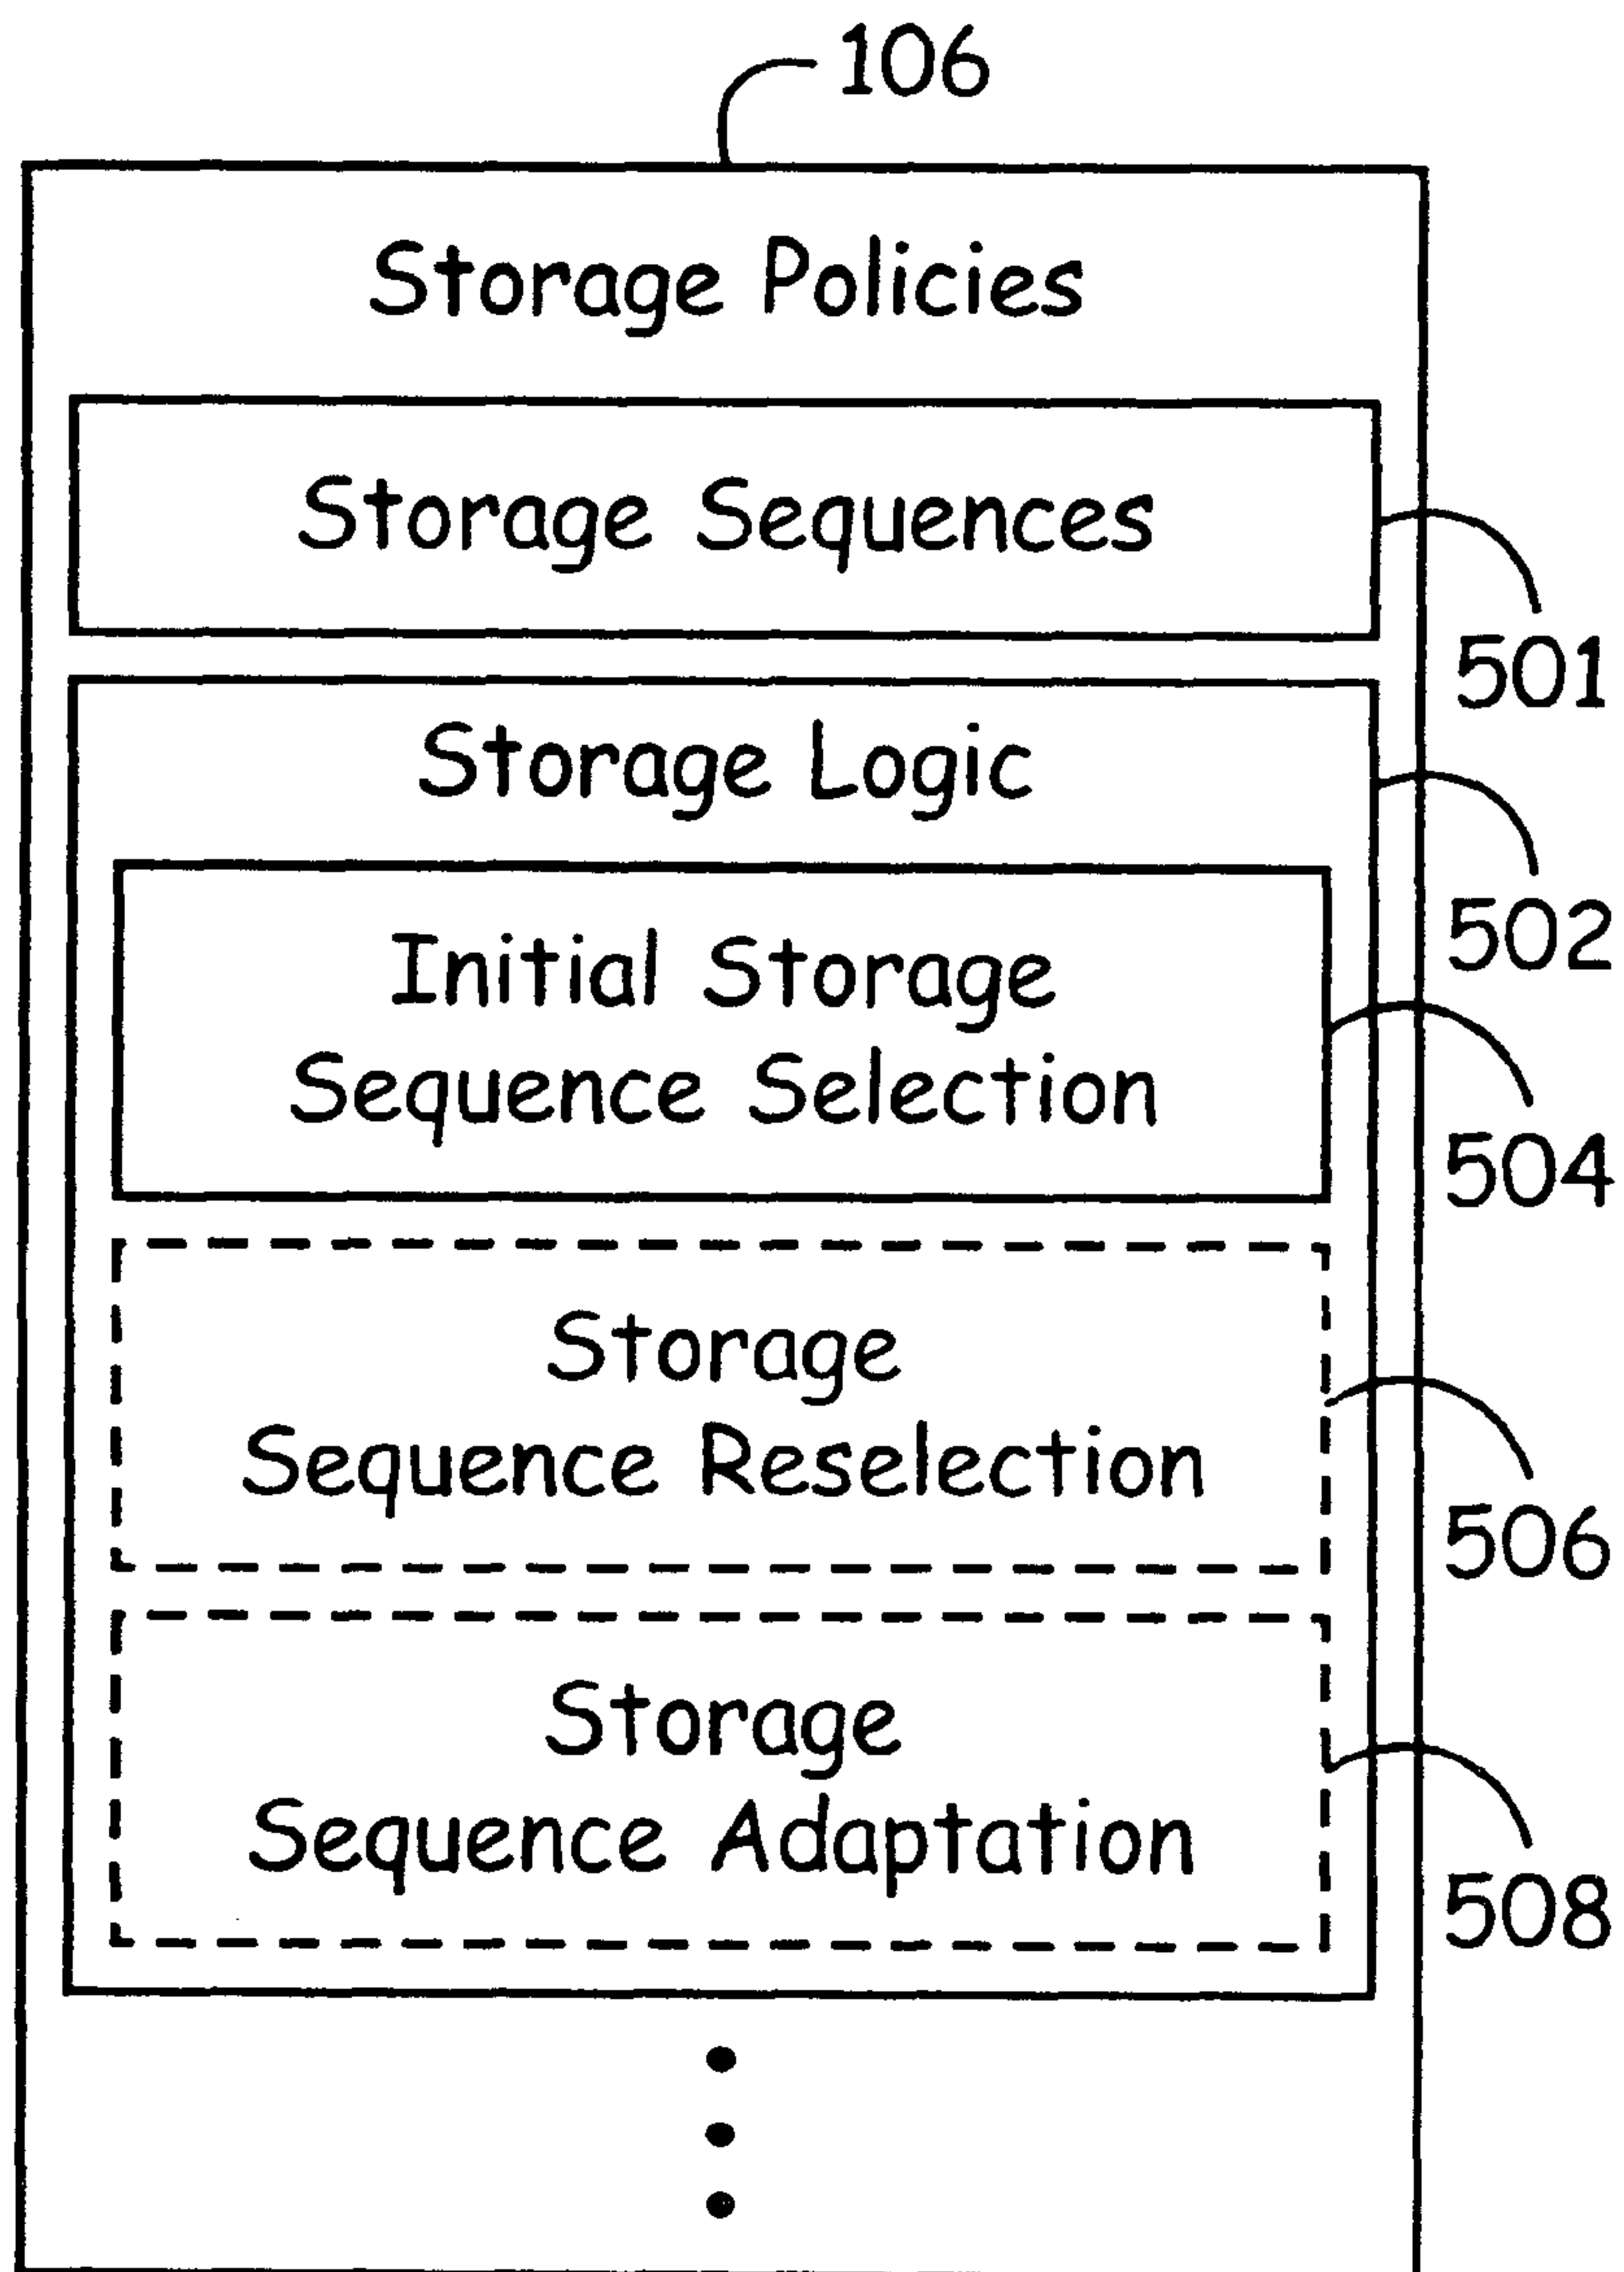 106
Storage Policies
Storage Sequences
501
Storage Logic
502
Initial Storage
Sequence Selection
504
Storage
Sequence Reselection
506
Storage
Sequence Adaptation
508